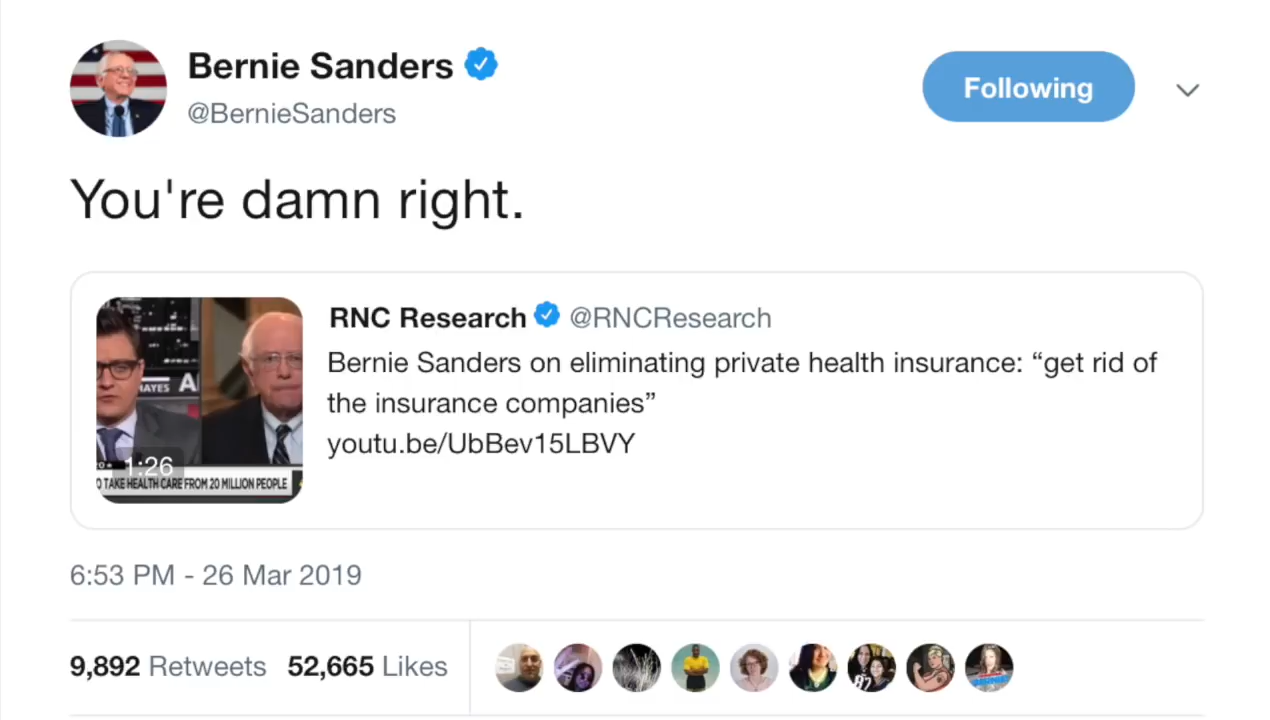 Bernie Sanders
@BernieSanders
Following
You're damn right.
RNC Research @RNCResearch
Bernie Sanders on eliminating private health insurance: “get rid of
the insurance companies”
youtu.be/UbBev15LBVY
HAYES A
1:26
O TAKE HEALTH CARE FROM 20 MILLION PEOPLE
6:53 PM - 26 Mar 2019
9,892 Retweets 52,665 Likes
87